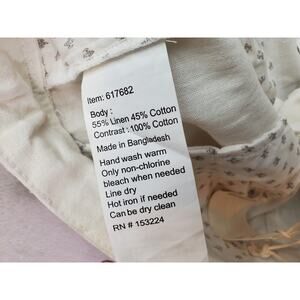 Item: 617682
Body :
55% Linen 45% Cotton
Contrast : 100% Cotton
Made in Bangladesh
Hand wash warm
Only non-chlorine
bleach when needed
Line dry
Hot iron if needed
Can be dry clean
RN # 153224